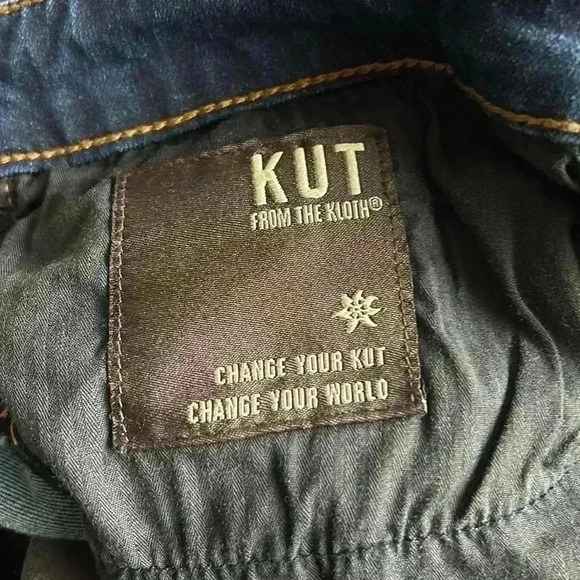 KUT
FROM THE KLOTH®
CHANGE YOUR KUT
CHANGE YOUR WORLD